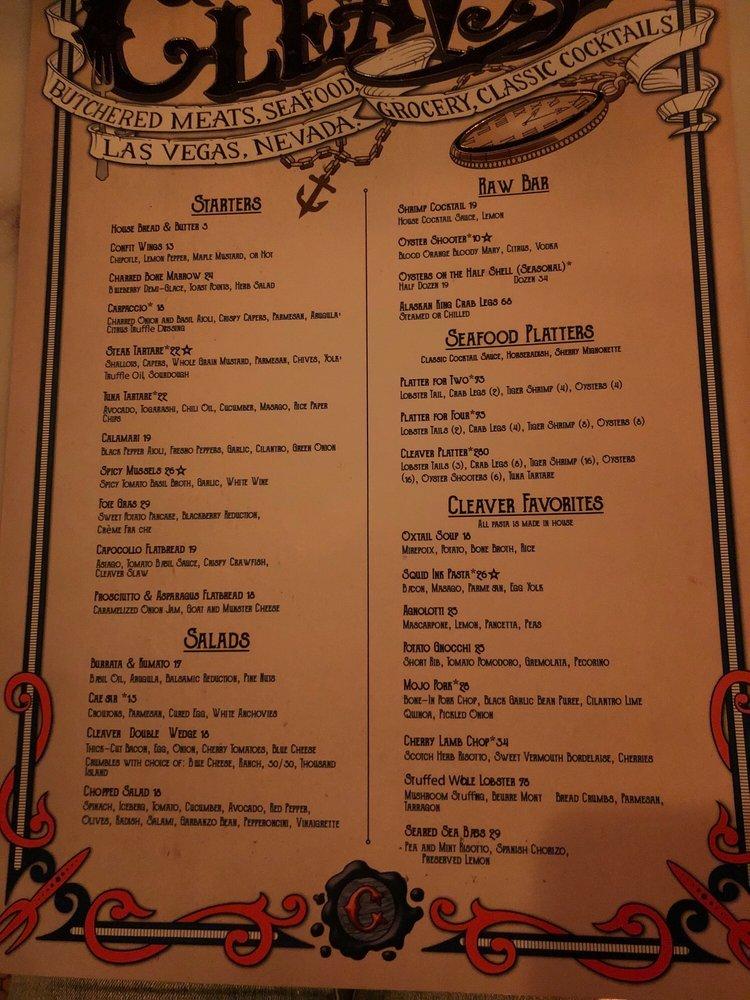 CLEAVER
BUTCHERED MEATS, SEAFOOD, GROCERY, CLASSIC COCKTAILS
LAS VEGAS, NEVADA.
STARTERS
HOUSE BREAD & BUTTER 3
CONFIT WINGS 13
CHIPOTLE, LEMON PEPPER, MAPLE MUSTARD, OR HOT
CHARRED BONE MARROW 24
BLUEBERRY DEMI-GLACE, TOAST POINTS, HERB SALAD
CARPACCIO* 18
CHARRED ONION AND BASIL AIOLI, CRISPY CAPERS, PARMESAN, ARUGULA,
CITRUS TRUFFLE DRESSING
STEAK TARTARE*22☆
SHALLOTS, CAPERS, WHOLE GRAIN MUSTARD, PARMESAN, CHIVES, YOLK,
TRUFFLE OIL, SOURDOUGH
TUNA TARTARE*22
AVOCADO, TOGARASHI, CHILI OIL, CUCUMBER, MASAGO, RICE PAPER
CHIPS
CALAMARI 19
BLACK PEPPER AIOLI, FRESNO PEPPERS, GARLIC, CILANTRO, GREEN ONION
SPICY MUSSELS 26☆
SPICY TOMATO BASIL BROTH, GARLIC, WHITE WINE
FOIE GRAS 29
SWEET POTATO PANCAKE, BLACKBERRY REDUCTION,
CRÈME FRA CHE
CAPOCOLLO FLATBREAD 19
ASIAGO, TOMATO BASIL SAUCE, CRISPY CRAWFISH,
CLEAVER SLAW
PROSCIUTTO & ASPARAGUS FLATBREAD 18
CARAMELIZED ONION JAM, GOAT AND MUNSTER CHEESE
SALADS
BURRATA & KUMATO 17
BASIL OIL, ARUGULA, BALSAMIC REDUCTION, PINE NUTS
CAESAR *15
CROUTONS, PARMESAN, CURED EGG, WHITE ANCHOVIES
CLEAVER DOUBLE WEDGE 18
THICK-CUT BACON, EGG, ONION, CHERRY TOMATOES, BLUE CHEESE
CRUMBLES WITH CHOICE OF: BLUE CHEESE, RANCH, 50/50, THOUSAND
ISLAND
CHOPPED SALAD 18
SPINACH, ICEBERG, TOMATO, CUCUMBER, AVOCADO, RED PEPPER,
OLIVES, RADISH, SALAMI, GARBANZO BEAN, PEPPERONCINI, VINAIGRETTE
RAW BAR
SHRIMP COCKTAIL 19
HOUSE COCKTAIL SAUCE, LEMON
OYSTER SHOOTER*10☆
BLOOD ORANGE BLOODY MARY, CITRUS, VODKA
OYSTERS ON THE HALF SHELL (SEASONAL)*
HALF DOZEN 19 DOZEN 34
ALASKAN KING CRAB LEGS 68
STEAMED OR CHILLED
SEAFOOD PLATTERS
CLASSIC COCKTAIL SAUCE, HORSERADISH, SHERRY MIGNONETTE
PLATTER FOR TWO*75
LOBSTER TAIL, CRAB LEGS (2), TIGER SHRIMP (4), OYSTERS (4)
PLATTER FOR FOUR*
LOBSTER TAILS (2), CRAB LEGS (4), TIGER SHRIMP (8), OYSTERS (8)
CLEAVER PLATTER*250
LOBSTER TAILS (3), CRAB LEGS (8), TIGER SHRIMP (16), OYSTERS
(16), OYSTER SHOOTERS (6), TUNA TARTARE
CLEAVER FAVORITES
ALL PASTA IS MADE IN HOUSE
OXTAIL SOUP 18
MIREPOIX, POTATO, BONE BROTH, RICE
SQUID INK PASTA*26☆
BACON, MASAGO, PARMESAN, EGG YOLK
AGNOLOTTI 25
MASCARPONE, LEMON, PANCETTA, PEAS
POTATO GNOCCHI 25
SHORT RIB, TOMATO POMODORO, GREMOLATA, PECORINO
MOJO PORK*28
BONE-IN PORK CHOP, BLACK GARLIC BEAN PUREE, CILANTRO LIME
QUINOA, PICKLED ONION
CHERRY LAMB CHOP*34
SCOTCH HERB RISOTTO, SWEET VERMOUTH BORDELAISE, CHERRIES
STUFFED WOLE LOBSTER 78
MUSHROOM STUFFING, BEURRE MONT BREAD CRUMBS, PARMESAN,
TARRAGON
SEARED SEA BABS 29
- PEA AND MINT RISOTTO, SPANISH CHORIZO,
PRESERVED LEMON
C